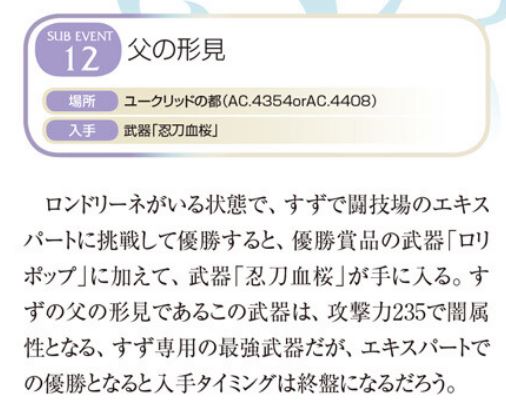 SUB EVENT
12
父の形見
場所 ユークリッドの都(AC.4354orAC.4408)
入手 武器「忍刀血桜」
ロンドリーネがいる状態で、すずで闘技場のエキス
パートに挑戦して優勝すると、優勝賞品の武器「ロリ
ポップ」に加えて、武器「忍刀血桜」が手に入る。す
ずの父の形見であるこの武器は、攻撃力235で闇属
性となる、すず専用の最強武器だが、エキスパートで
の優勝となると入手タイミングは終盤になるだろう。